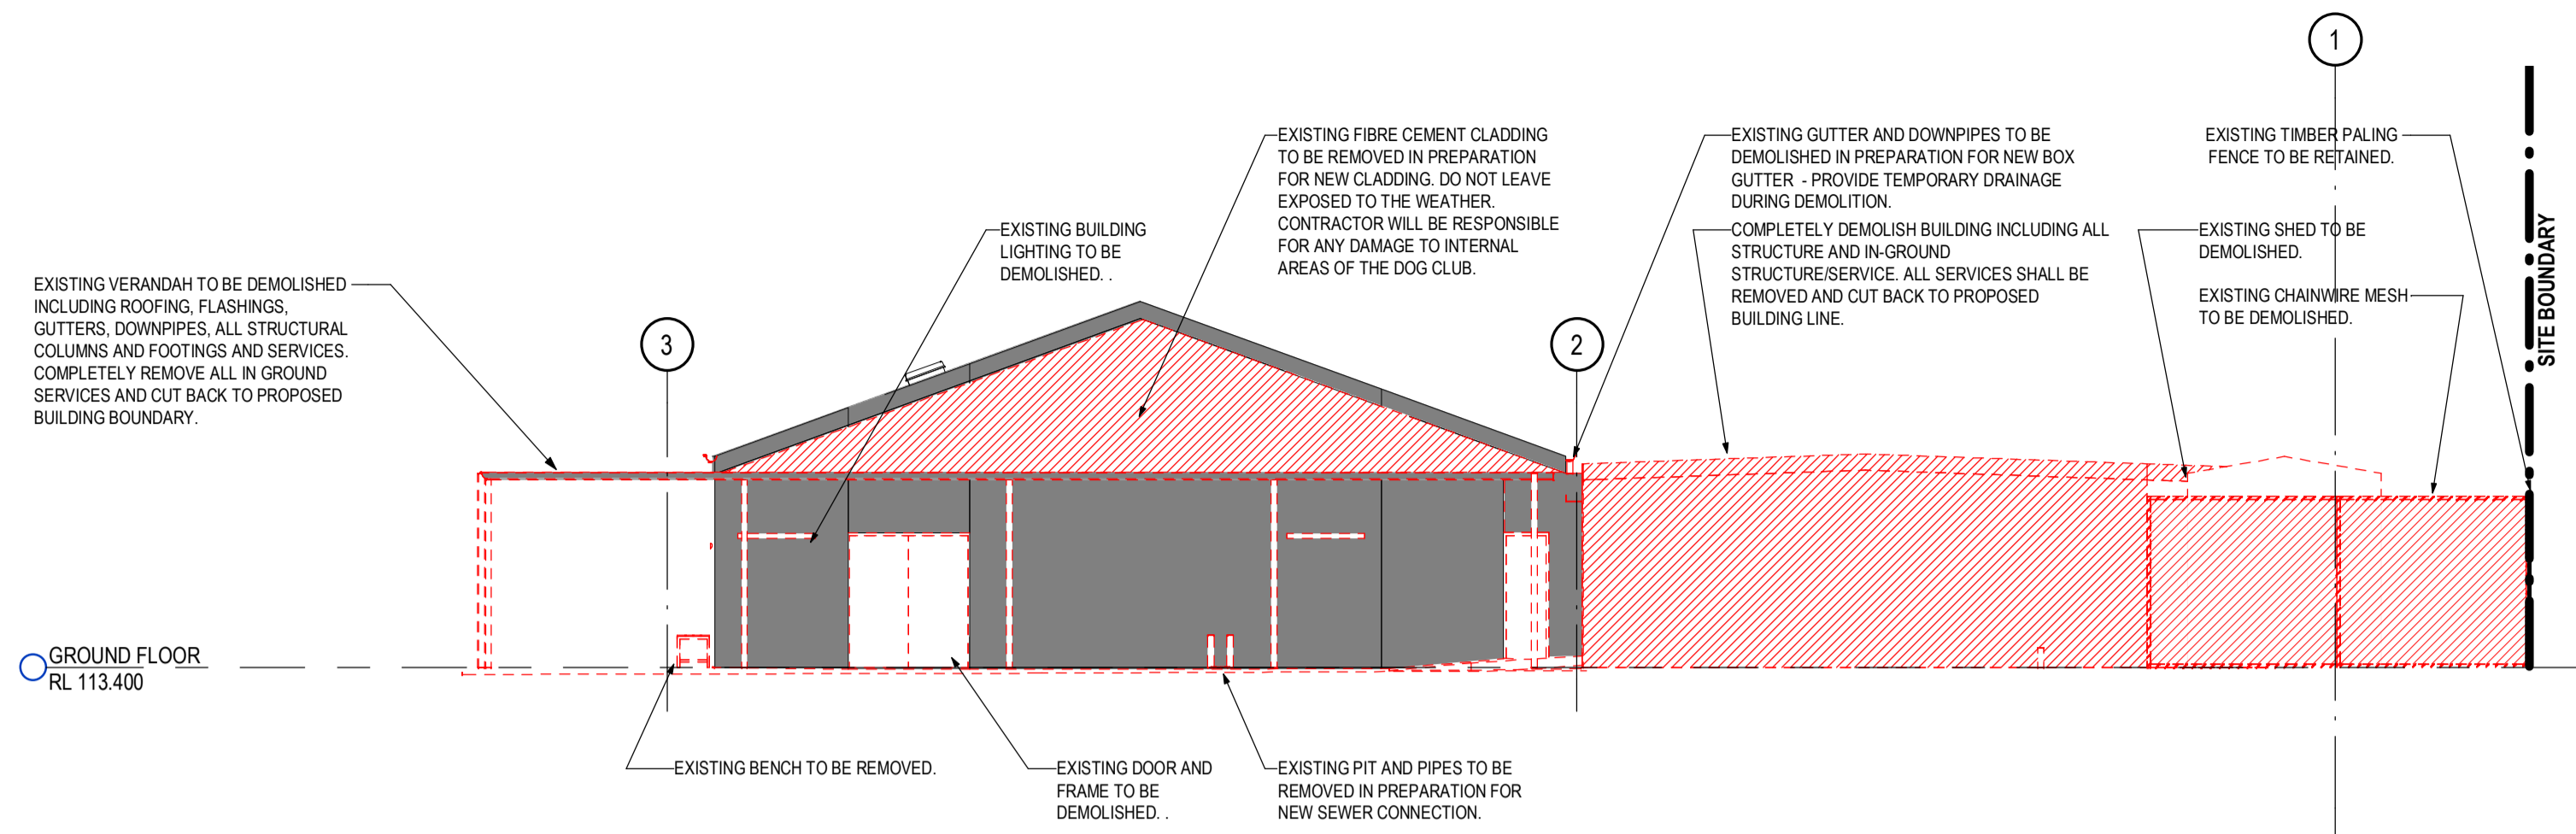 1
EXISTING FIBRE CEMENT CLADDING
TO BE REMOVED IN PREPARATION
FOR NEW CLADDING. DO NOT LEAVE
EXPOSED TO THE WEATHER.
CONTRACTOR WILL BE RESPONSIBLE
FOR ANY DAMAGE TO INTERNAL
AREAS OF THE DOG CLUB.
EXISTING GUTTER AND DOWNPIPES TO BE
DEMOLISHED IN PREPARATION FOR NEW BOX
GUTTER - PROVIDE TEMPORARY DRAINAGE
DURING DEMOLITION.
EXISTING TIMBER PALING
FENCE TO BE RETAINED.
EXISTING BUILDING
LIGHTING TO BE
DEMOLISHED. .
COMPLETELY DEMOLISH BUILDING INCLUDING ALL
STRUCTURE AND IN-GROUND
STRUCTURE/SERVICE. ALL SERVICES SHALL BE
REMOVED AND CUT BACK TO PROPOSED
BUILDING LINE.
EXISTING SHED TO BE
DEMOLISHED.
EXISTING CHAINWIRE MESH
TO BE DEMOLISHED.
SITE BOUNDARY
EXISTING VERANDAH TO BE DEMOLISHED
INCLUDING ROOFING, FLASHINGS,
GUTTERS, DOWNPIPES, ALL STRUCTURAL
COLUMNS AND FOOTINGS AND SERVICES.
COMPLETELY REMOVE ALL IN GROUND
SERVICES AND CUT BACK TO PROPOSED
BUILDING BOUNDARY.
3
2
GROUND FLOOR
RL 113.400
EXISTING BENCH TO BE REMOVED.
EXISTING DOOR AND
FRAME TO BE
DEMOLISHED. .
EXISTING PIT AND PIPES TO BE
REMOVED IN PREPARATION FOR
NEW SEWER CONNECTION.